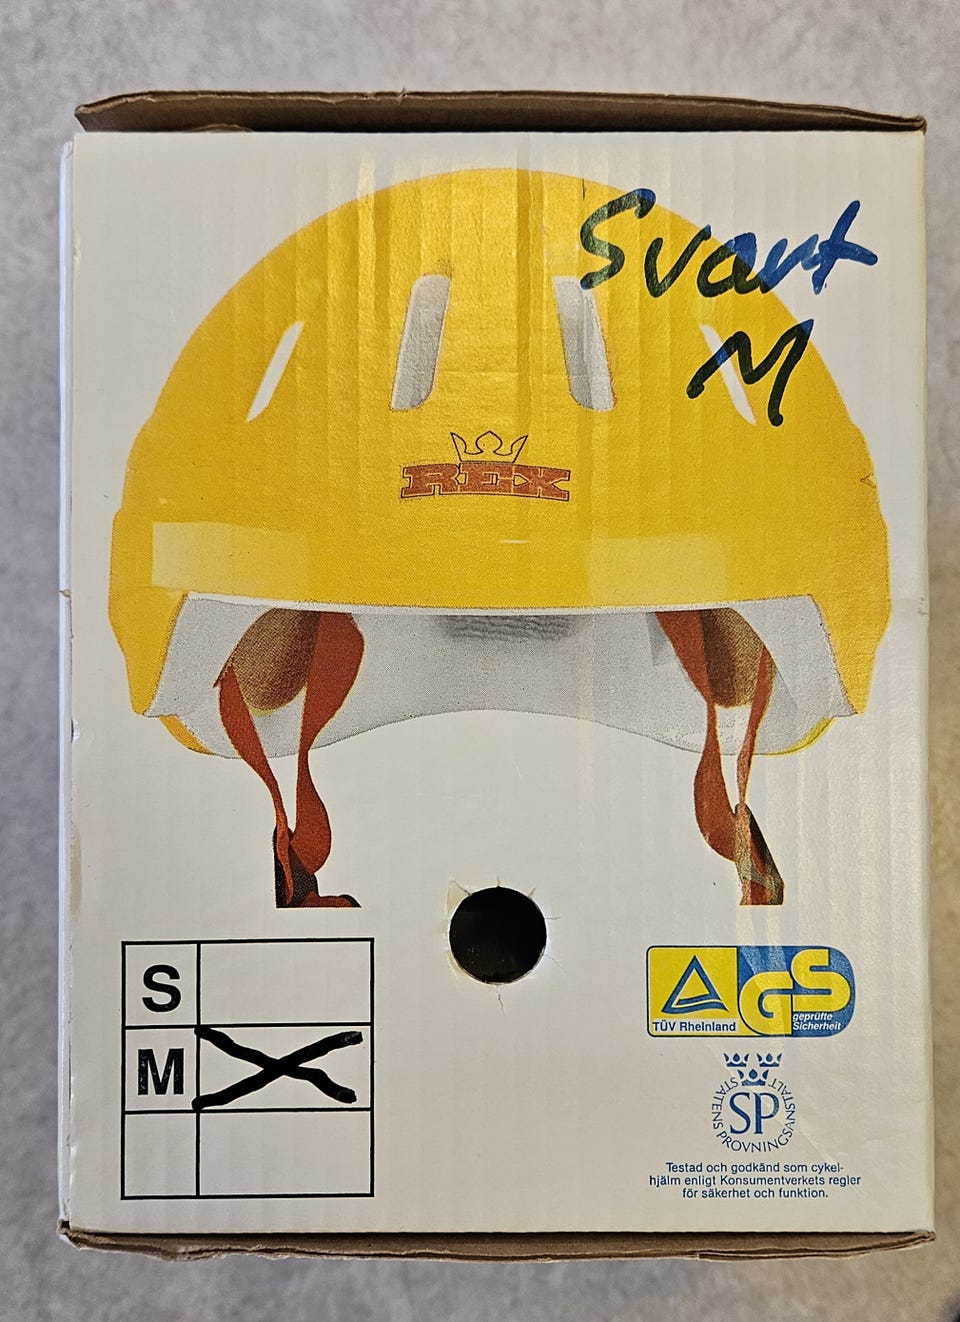 Svart
M
REX
S
M
TÜV Rheinland
GS
geprüfte
Sicherheit
STATENS PROVNINGSANSTALT
SP
Testad och godkänd som cykel-
hjälm enligt Konsumentverkets regler
för säkerhet och funktion.